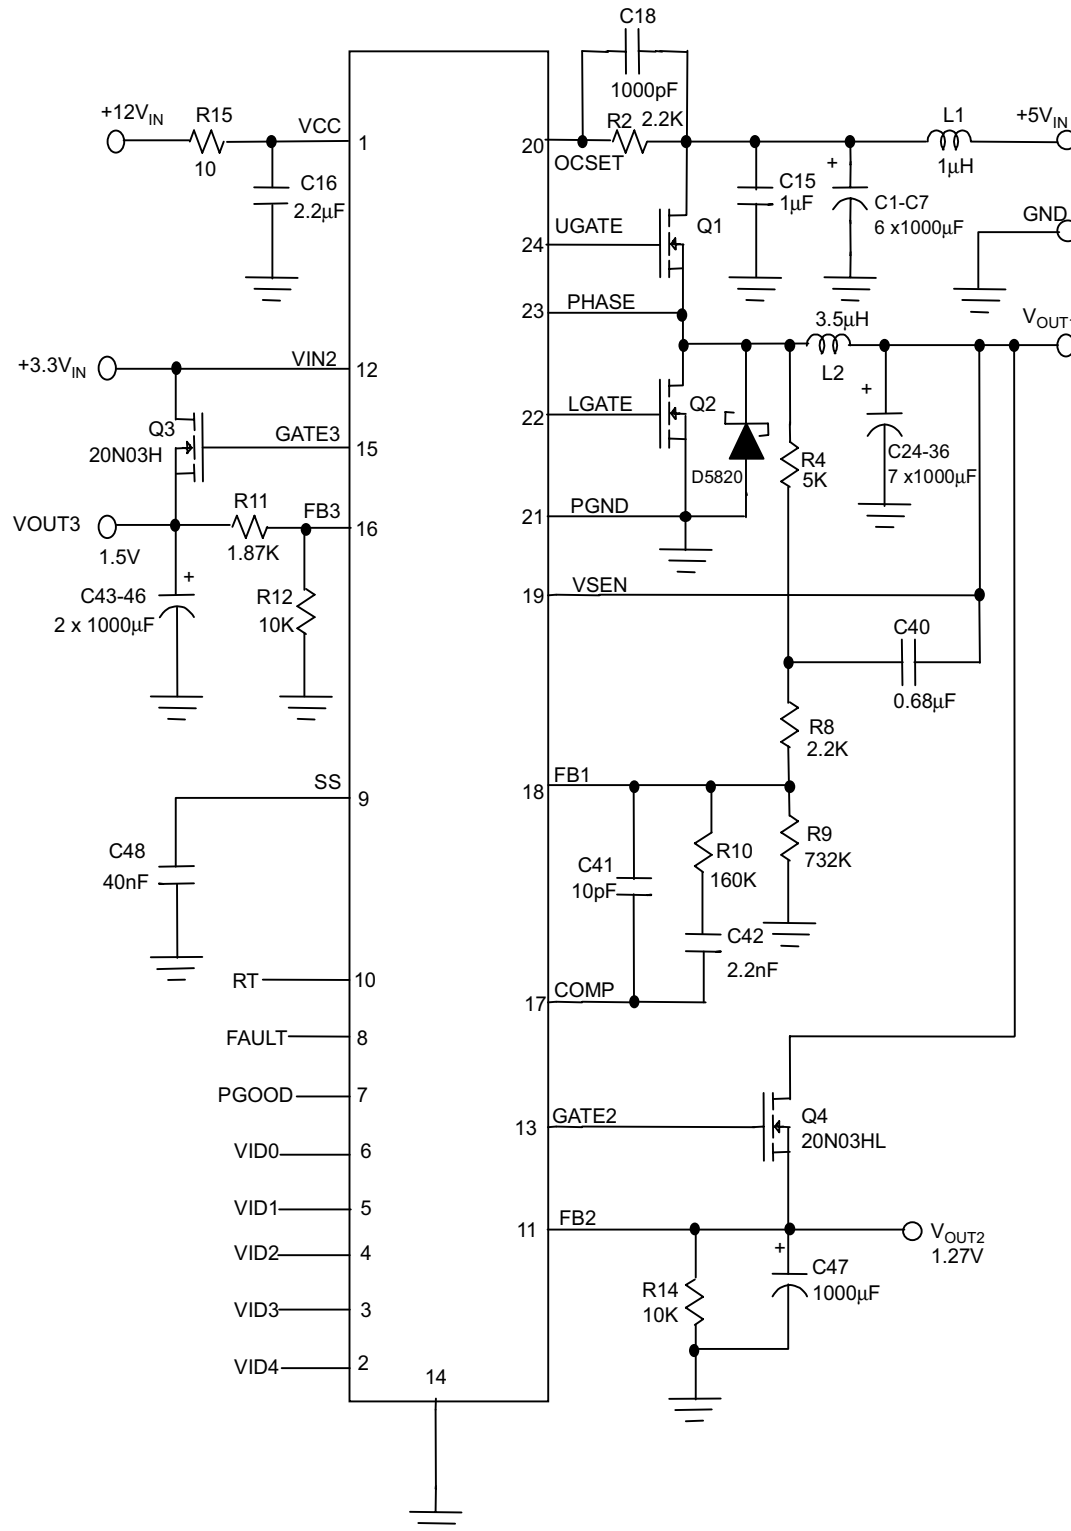 C18
1000pF
+12VIN
R15
10
VCC
1
C16
2.2µF
20
OCSET
R2 2.2K
L1
1µH
+5VIN
C15
1µF
+
C1-C7
6 x1000µF
GND
24
UGATE
Q1
23
PHASE
3.5µH
L2
VOUT1
+3.3VIN
VIN2
12
Q3
20N03H
GATE3
15
22
LGATE
Q2
D5820
R4
5K
+
C24-36
7 x1000µF
21
PGND
VOUT3
1.5V
R11
1.87K
FB3
16
+
C43-46
2 x 1000µF
R12
10K
19
VSEN
C40
0.68µF
R8
2.2K
SS
9
C48
40nF
18
FB1
C41
10pF
R10
160K
R9
732K
C42
2.2nF
17
COMP
RT
10
FAULT
8
PGOOD
7
VID0
6
VID1
5
VID2
4
VID3
3
VID4
2
14
13
GATE2
Q4
20N03HL
11
FB2
VOUT2
1.27V
R14
10K
+
C47
1000µF